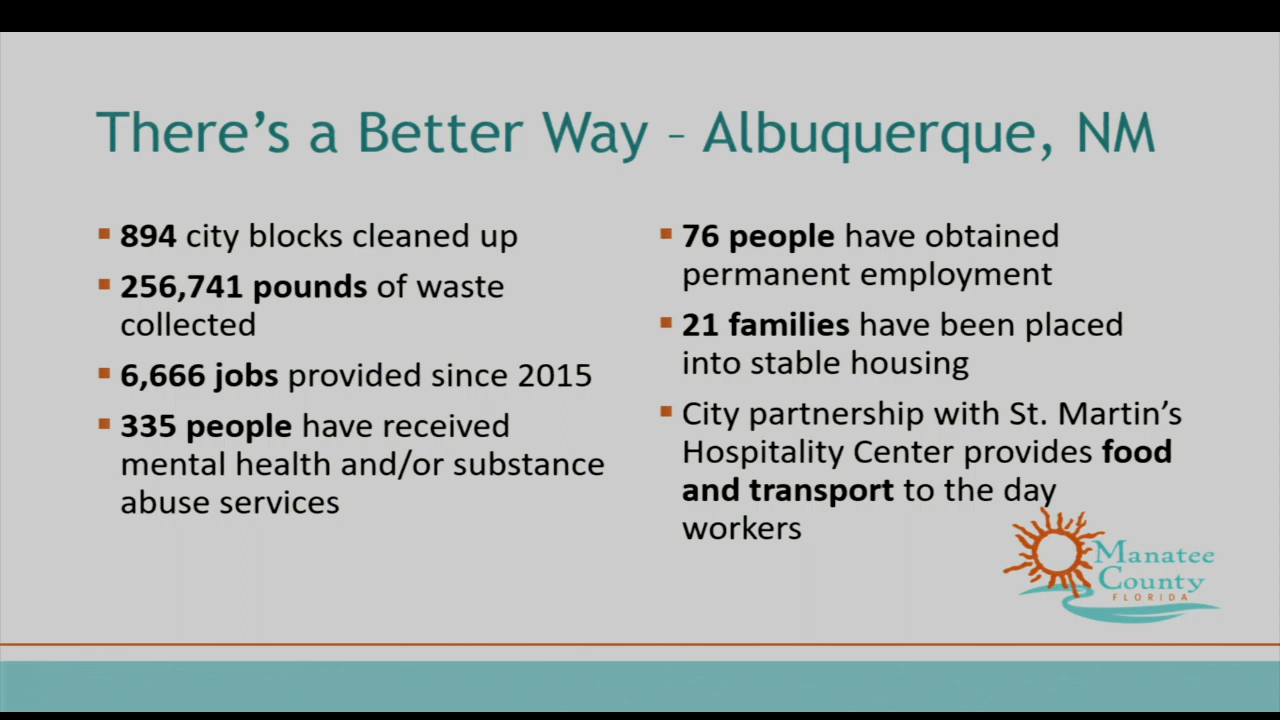 There's a Better Way – Albuquerque, NM
894 city blocks cleaned up
256,741 pounds of waste
collected
6,666 jobs provided since 2015
335 people have received
mental health and/or substance
abuse services
76 people have obtained
permanent employment
21 families have been placed
into stable housing
City partnership with St. Martin's
Hospitality Center provides food
and transport to the day
workers
Manatee
County
FLORIDA